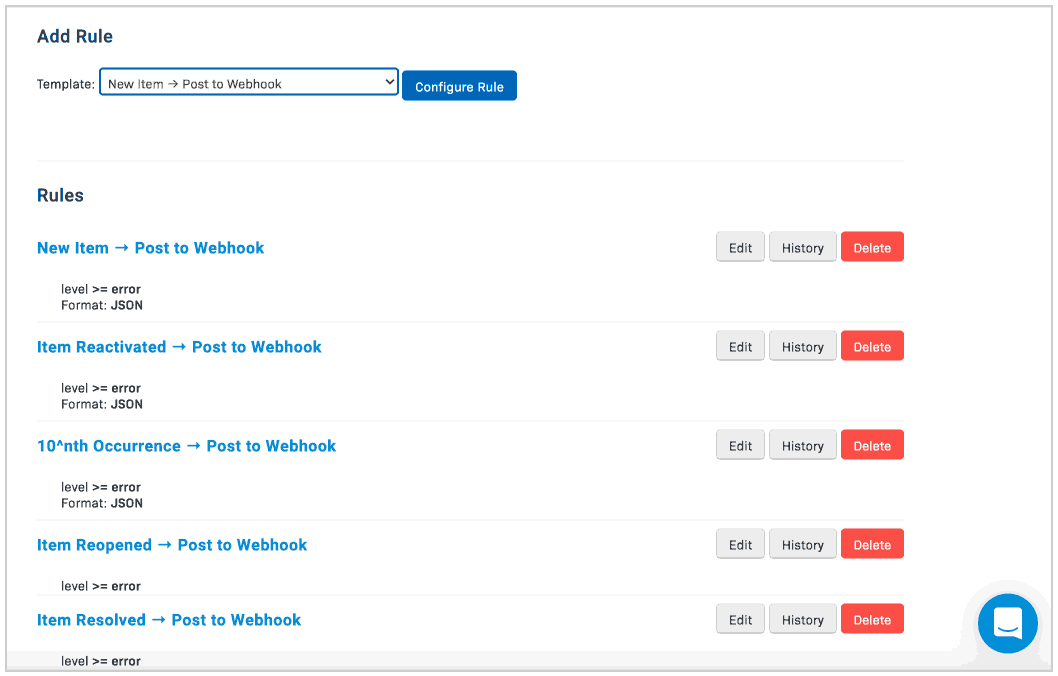 Add Rule
Template: New Item → Post to Webhook Configure Rule
Rules
New Item → Post to Webhook Edit History Delete
level >= error
Format: JSON
Item Reactivated → Post to Webhook Edit History Delete
level >= error
Format: JSON
10^nth Occurrence → Post to Webhook Edit History Delete
level >= error
Format: JSON
Item Reopened → Post to Webhook Edit History Delete
level >= error
Item Resolved → Post to Webhook Edit History Delete
level >= error